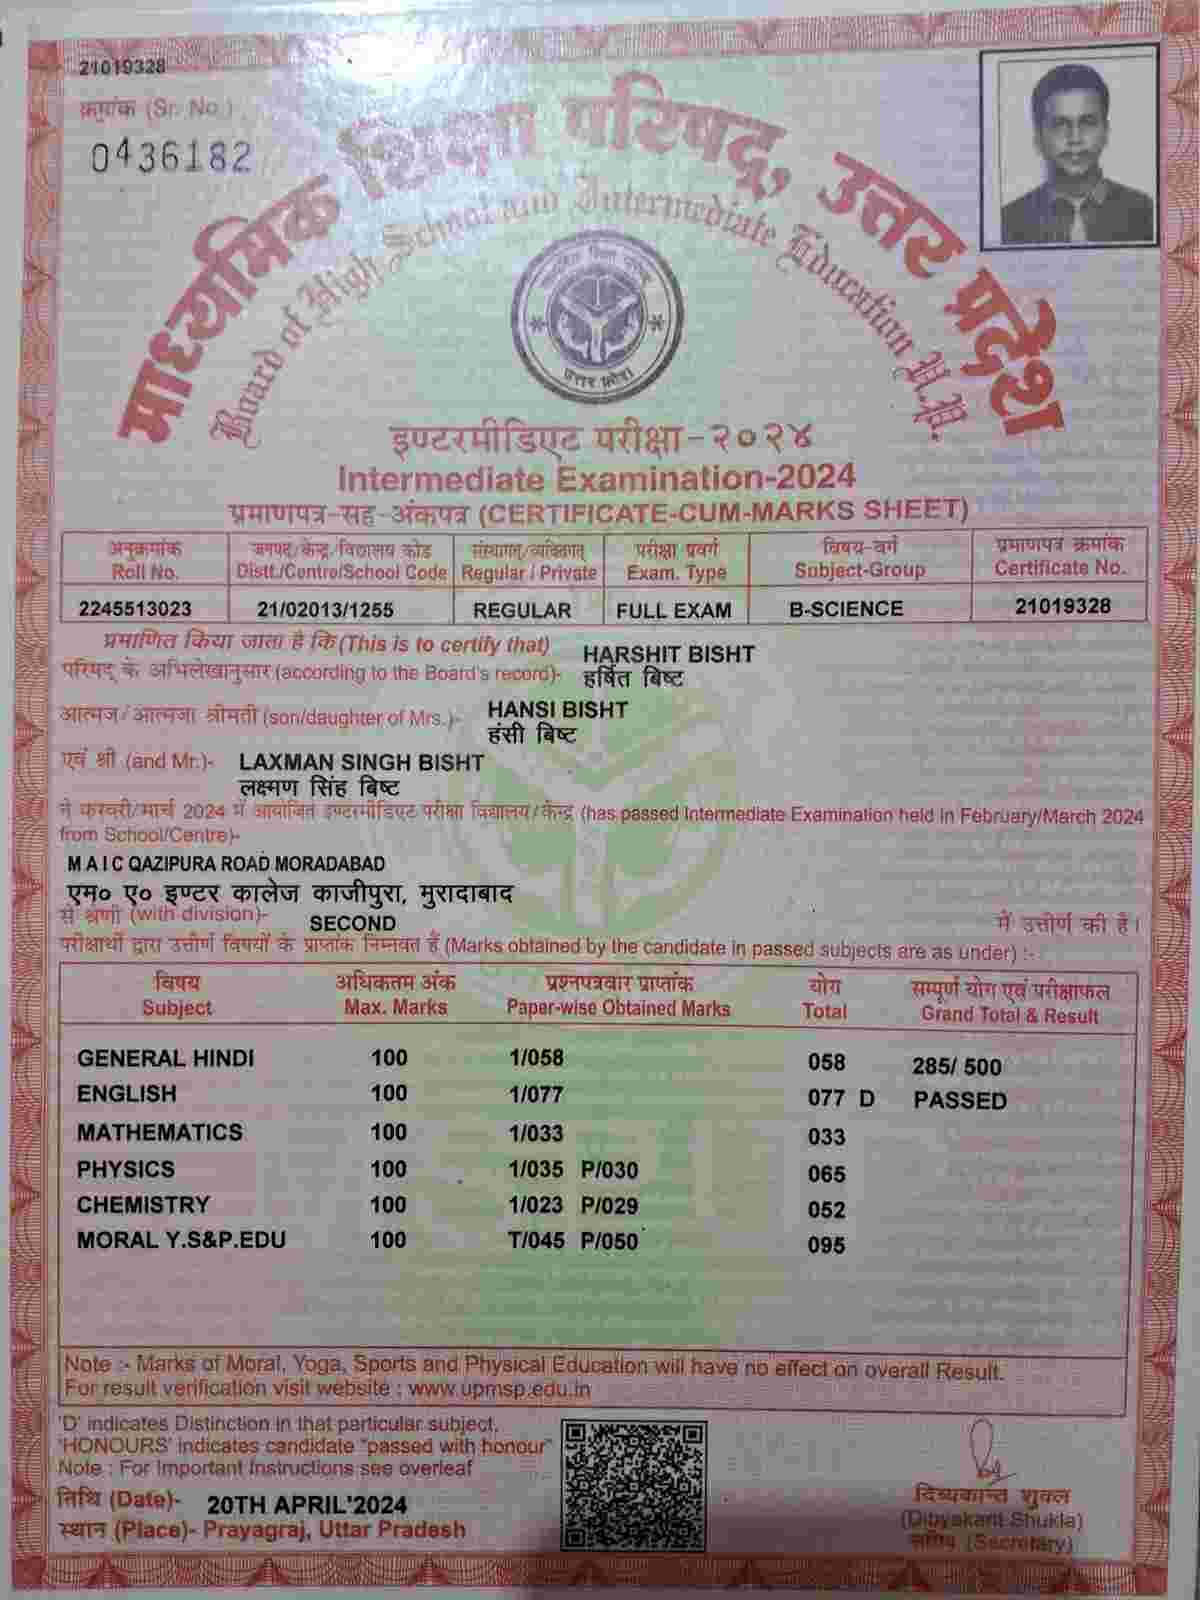 21019328
क्रमांक (Sr. No.)
0436182
माध्यमिक शिक्षा परिषद्, उत्तर प्रदेश
Board of High School and Intermediate Education U.P.
उत्तर प्रदेश
इण्टरमीडिएट परीक्षा-२०२४
Intermediate Examination-2024
प्रमाणपत्र-सह-अंकपत्र (CERTIFICATE-CUM-MARKS SHEET)
अनुक्रमांक जनपद/केन्द्र/विद्यालय कोड संस्थागत/व्यक्तिगत परीक्षा प्रवर्ग विषय-वर्ग प्रमाणपत्र क्रमांक
Roll No. Distt./Centre/School Code Regular / Private Exam. Type Subject-Group Certificate No.
2245513023 21/02013/1255 REGULAR FULL EXAM B-SCIENCE 21019328
प्रमाणित किया जाता है कि (This is to certify that) HARSHIT BISHT
परिषद् के अभिलेखानुसार (according to the Board's record)- हर्षित बिष्ट
आत्मज/आत्मजा श्रीमती (son/daughter of Mrs.)- HANSI BISHT
हंसी बिष्ट
एवं श्री (and Mr.)- LAXMAN SINGH BISHT
लक्ष्मण सिंह बिष्ट
ने फरवरी/मार्च 2024 में आयोजित इण्टरमीडिएट परीक्षा विद्यालय/केन्द्र (has passed Intermediate Examination held in February/March 2024
from School/Centre)-
M A I C QAZIPURA ROAD MORADABAD
एम० ए० इण्टर कालेज काजीपुरा, मुरादाबाद
से श्रेणी (with division)- SECOND में उत्तीर्ण की है।
परीक्षार्थी द्वारा उत्तीर्ण विषयों के प्राप्तांक निम्नवत हैं (Marks obtained by the candidate in passed subjects are as under) :-
विषय अधिकतम अंक प्रश्नपत्रवार प्राप्तांक योग सम्पूर्ण योग एवं परीक्षाफल
Subject Max. Marks Paper-wise Obtained Marks Total Grand Total & Result
GENERAL HINDI 100 1/058 058 285/ 500
ENGLISH 100 1/077 077 D PASSED
MATHEMATICS 100 1/033 033
PHYSICS 100 1/035 P/030 065
CHEMISTRY 100 1/023 P/029 052
MORAL Y.S&P.EDU 100 T/045 P/050 095
Note :- Marks of Moral, Yoga, Sports and Physical Education will have no effect on overall Result.
For result verification visit website : www.upmsp.edu.in
'D' indicates Distinction in that particular subject.
'HONOURS' indicates candidate "passed with honour"
Note : For Important Instructions see overleaf
तिथि (Date)- 20TH APRIL'2024
स्थान (Place)- Prayagraj, Uttar Pradesh
दिव्यकान्त शुक्ल
(Dibyakant Shukla)
सचिव (Secretary)